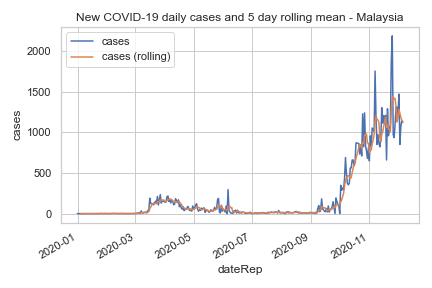 New COVID-19 daily cases and 5 day rolling mean - Malaysia
cases
cases (rolling)
2000
1500
1000
500
0
cases
2020-01
2020-03
2020-05
2020-07
2020-09
2020-11
dateRep